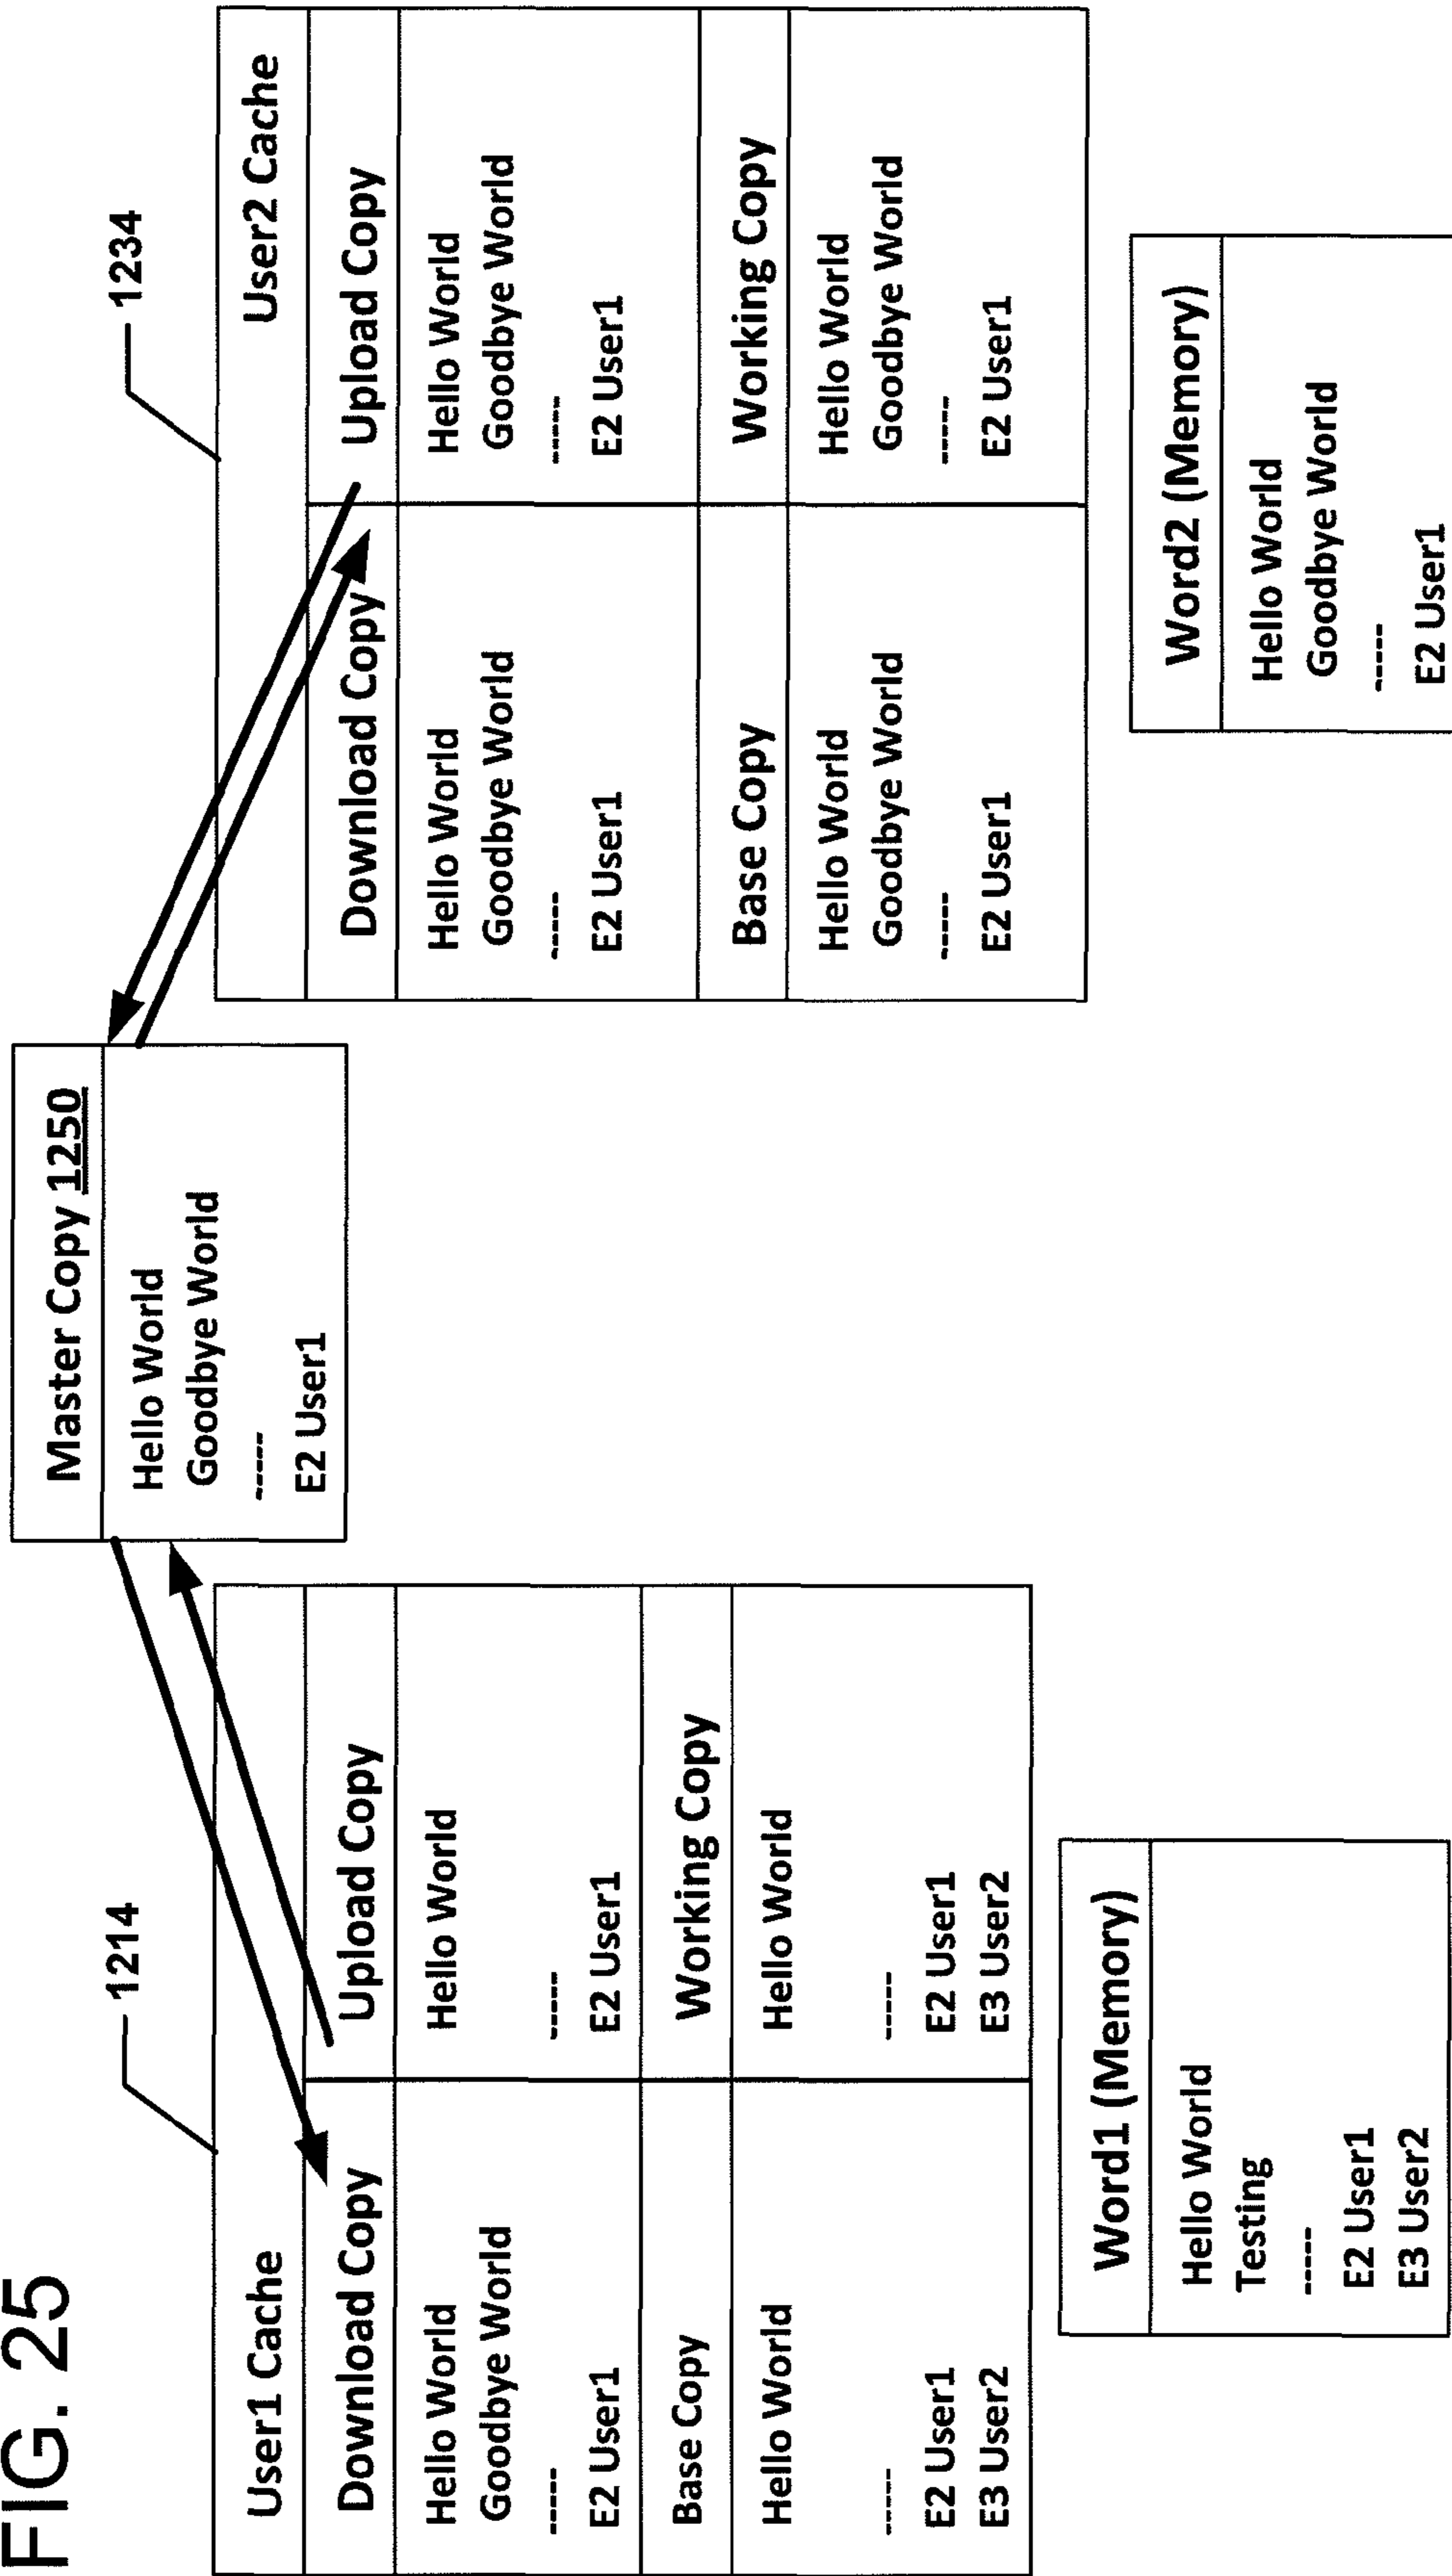 FIG. 25
Master Copy 1250
Hello World
Goodbye World
-----
E2 User1
1214
User1 Cache
Download Copy
Hello World
Goodbye World
-----
E2 User1
Upload Copy
Hello World
-----
E2 User1
Base Copy
Hello World
-----
E2 User1
E3 User2
Working Copy
Hello World
-----
E2 User1
E3 User2
Word1 (Memory)
Hello World
Testing
-----
E2 User1
E3 User2
1234
User2 Cache
Download Copy
Hello World
Goodbye World
-----
E2 User1
Upload Copy
Hello World
Goodbye World
-----
E2 User1
Base Copy
Hello World
Goodbye World
-----
E2 User1
Working Copy
Hello World
Goodbye World
-----
E2 User1
Word2 (Memory)
Hello World
Goodbye World
-----
E2 User1